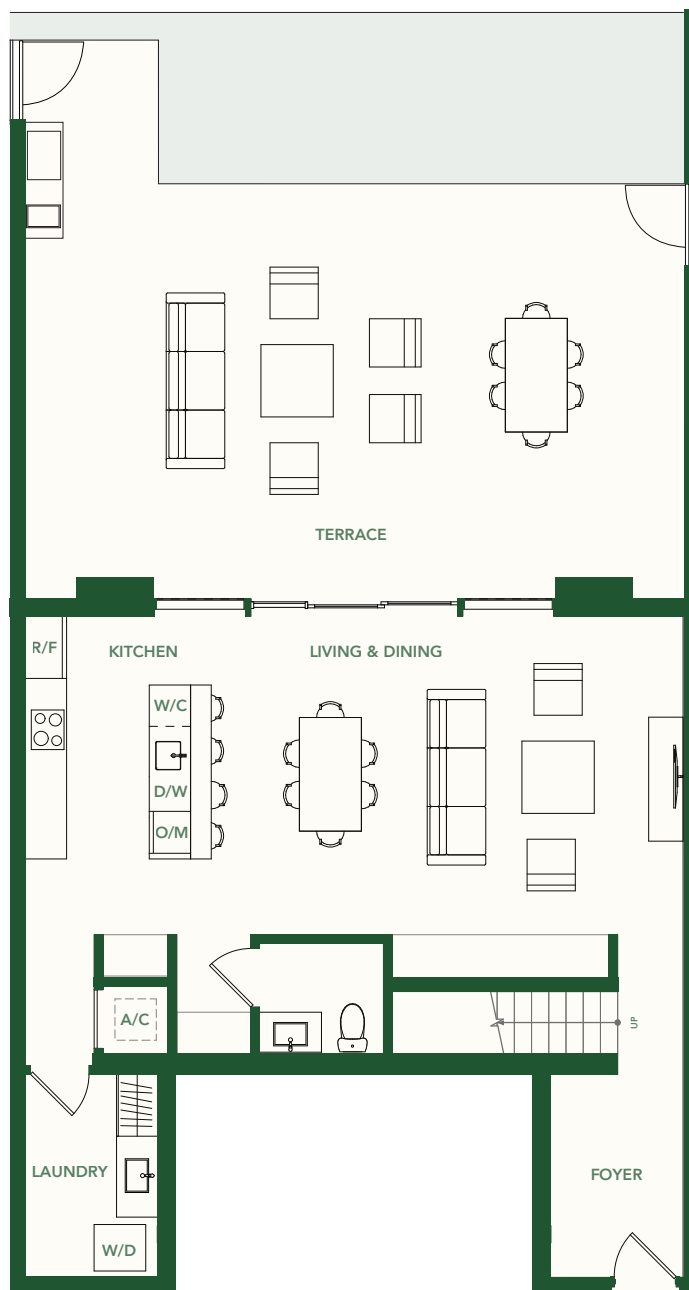 TERRACE
R/F
KITCHEN
LIVING & DINING
W/C
D/W
O/M
A/C
UP
LAUNDRY
FOYER
W/D